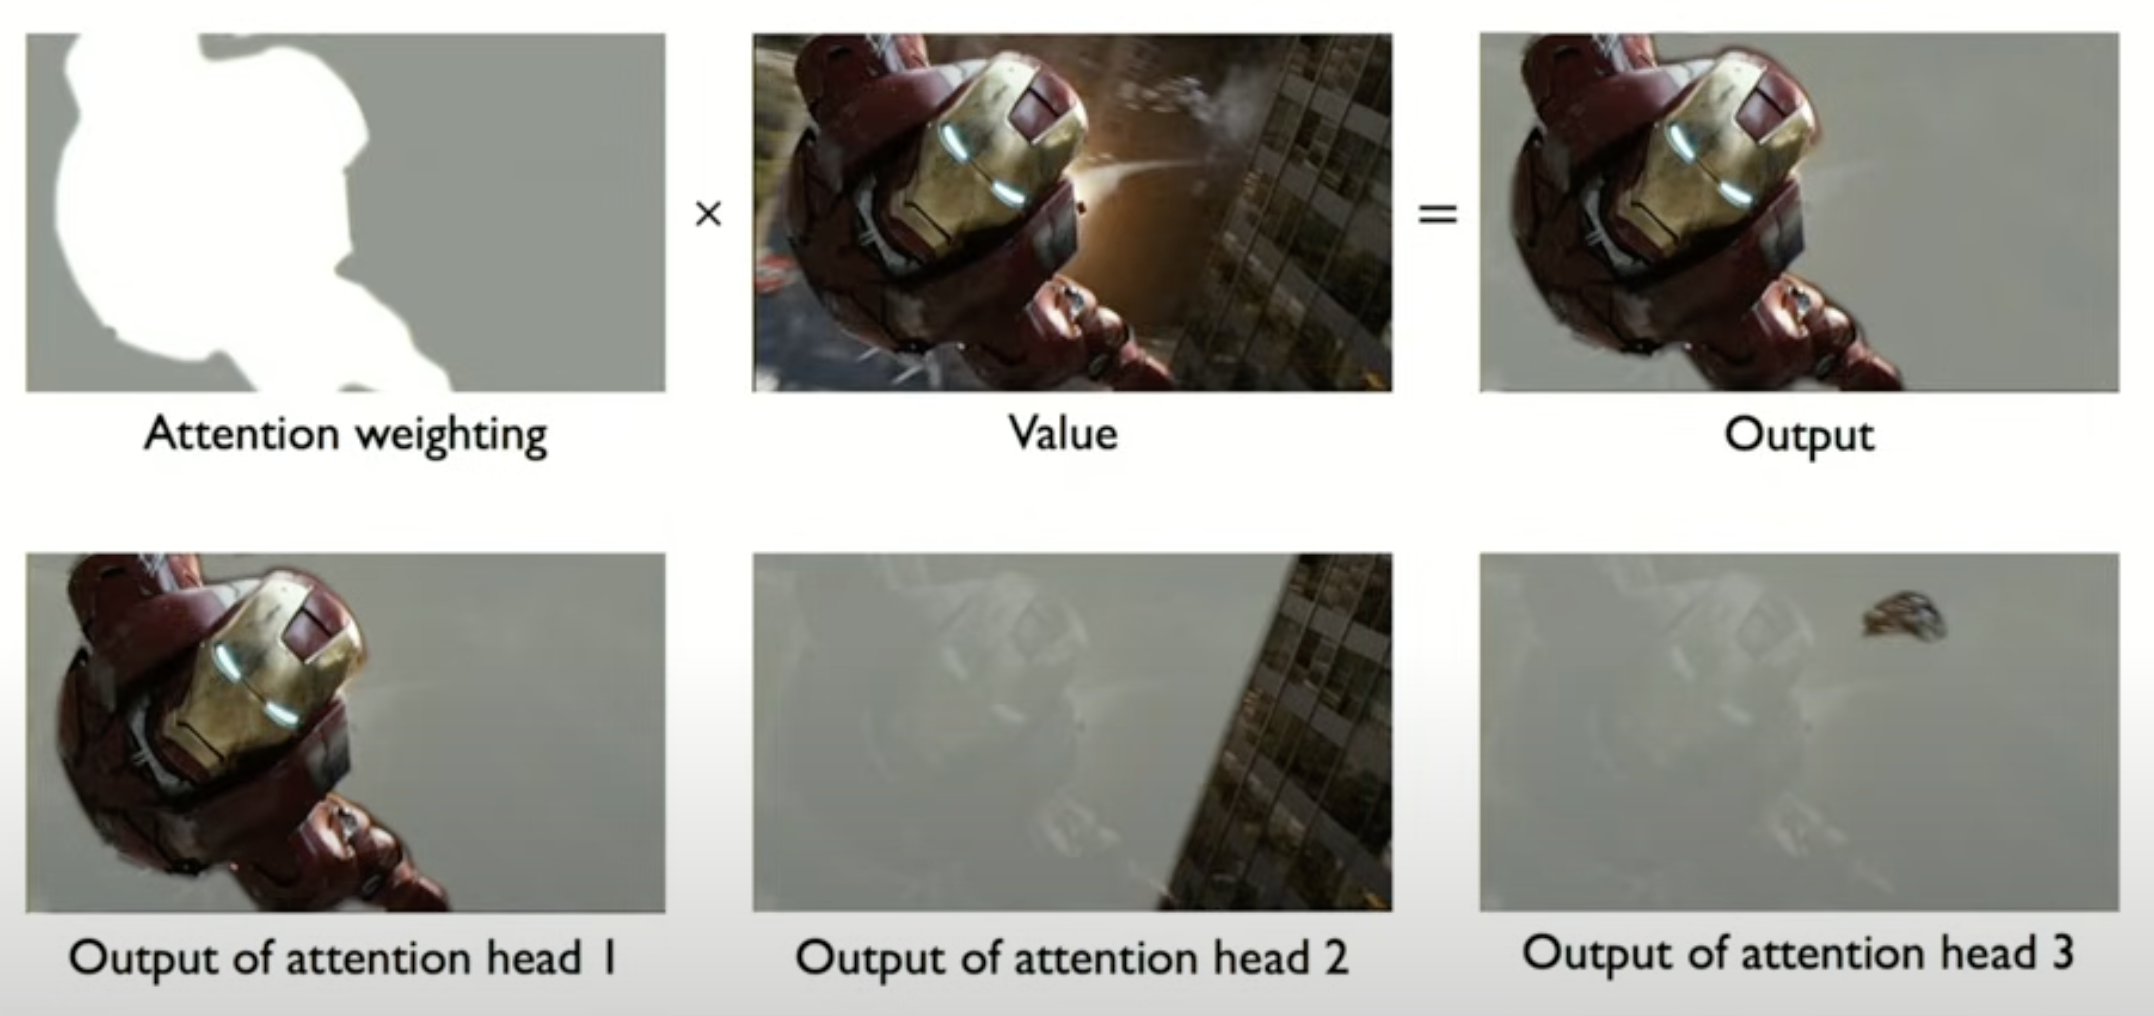 ×
=
Attention weighting
Value
Output
Output of attention head 1
Output of attention head 2
Output of attention head 3